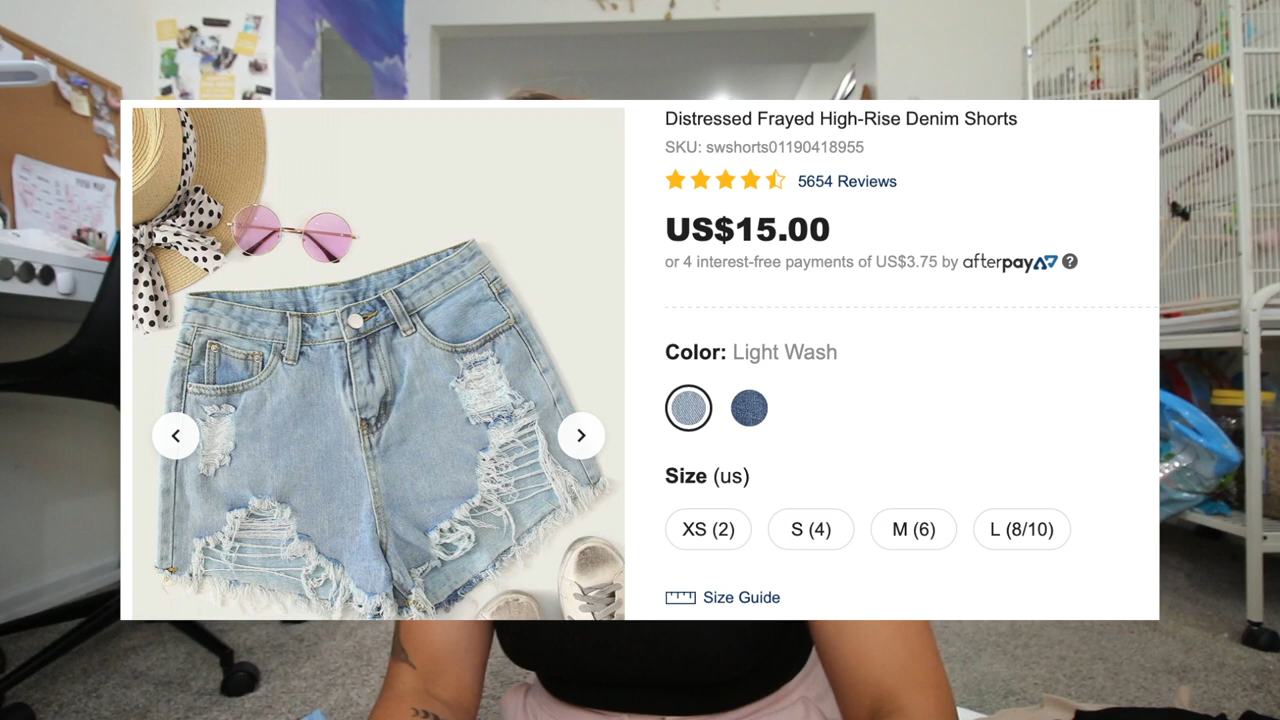 Distressed Frayed High-Rise Denim Shorts
SKU: swshorts01190418955
5654 Reviews
US$15.00
or 4 interest-free payments of US$3.75 by afterpay ?
Color: Light Wash
Size (us)
XS (2) S (4) M (6) L (8/10)
Size Guide